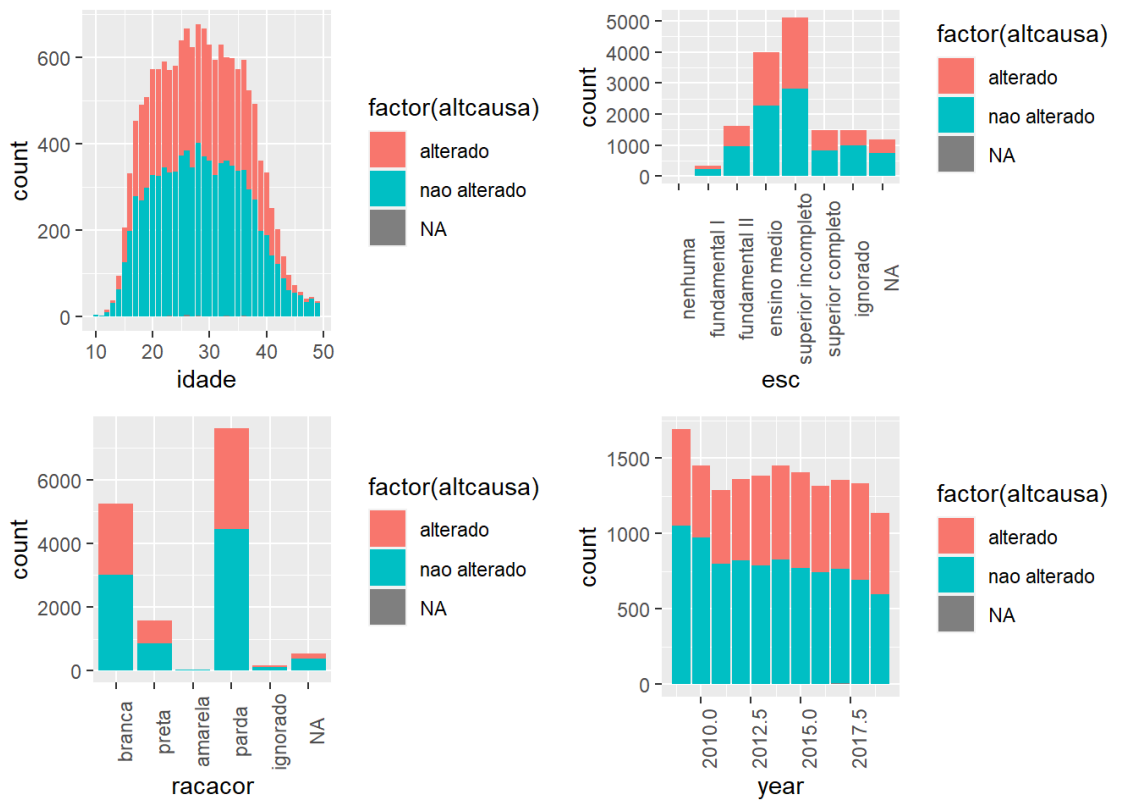 count
600
400
200
0
10
20
30
40
50
idade
factor(altcausa)
alterado
nao alterado
NA
count
5000
4000
3000
2000
1000
0
nenhuma
fundamental I
fundamental II
ensino medio
superior incompleto
superior completo
ignorado
NA
esc
factor(altcausa)
alterado
nao alterado
NA
count
6000
4000
2000
0
branca
preta
amarela
parda
ignorado
NA
racacor
factor(altcausa)
alterado
nao alterado
NA
count
1500
1000
500
0
2010.0
2012.5
2015.0
2017.5
year
factor(altcausa)
alterado
nao alterado
NA